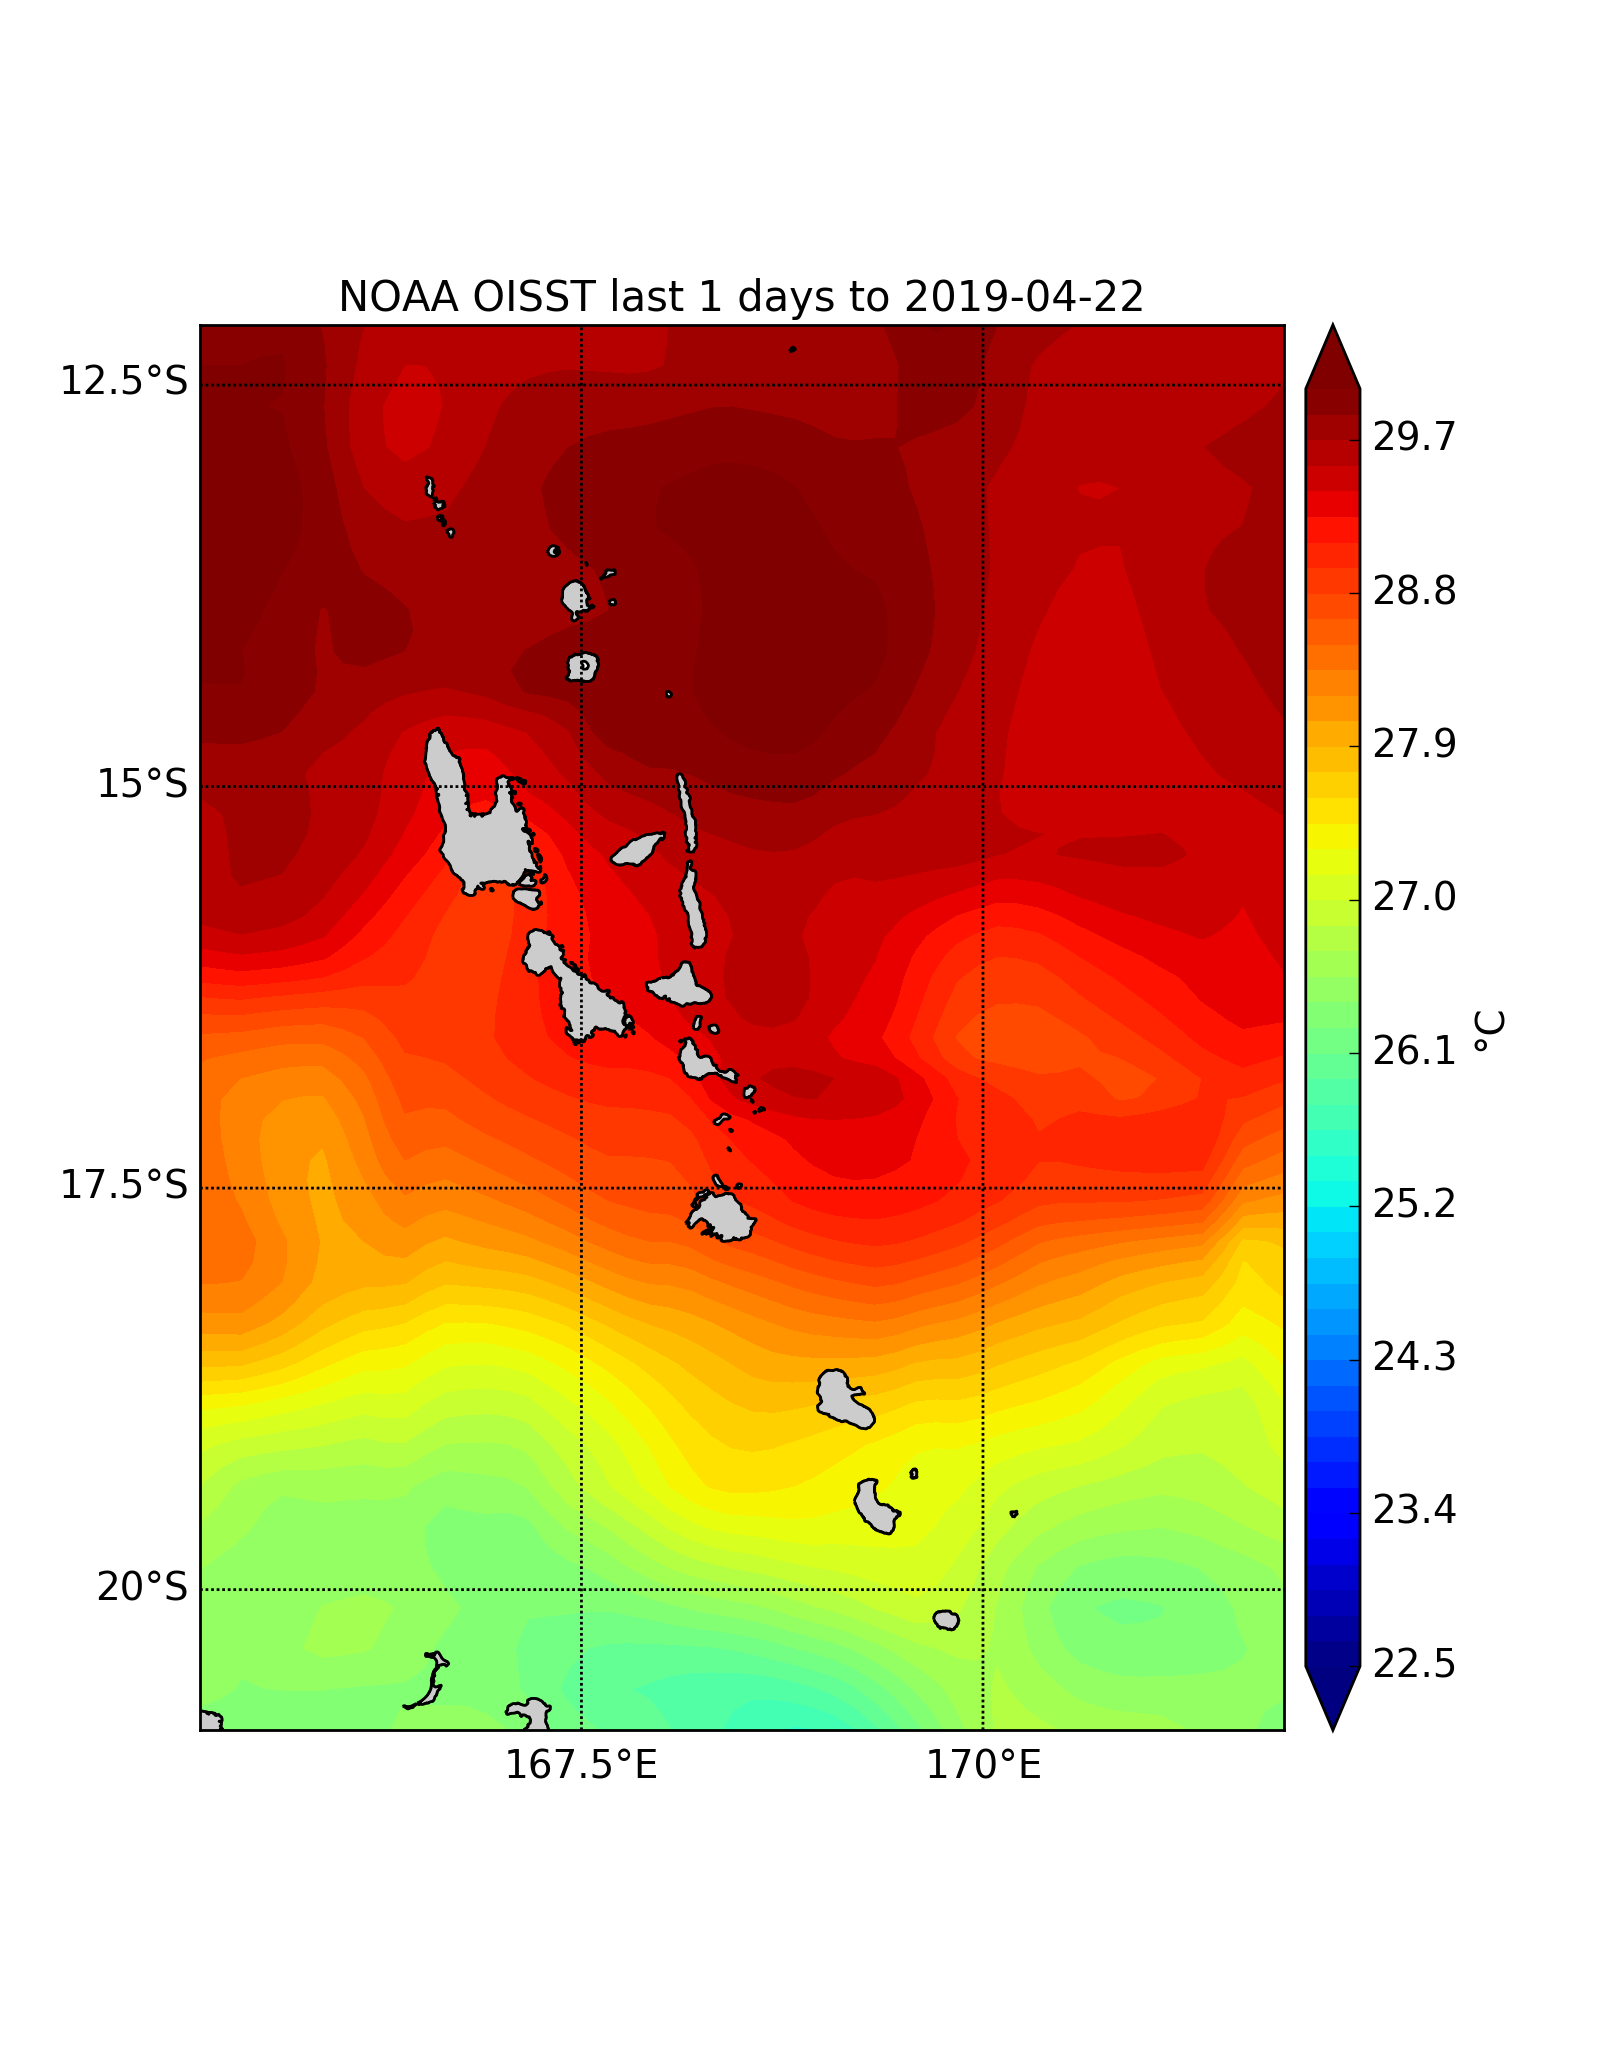 NOAA OISST last 1 days to 2019-04-22
12.5°S
15°S
17.5°S
20°S
167.5°E
170°E
29.7
28.8
27.9
27.0
26.1
25.2
24.3
23.4
22.5
°C